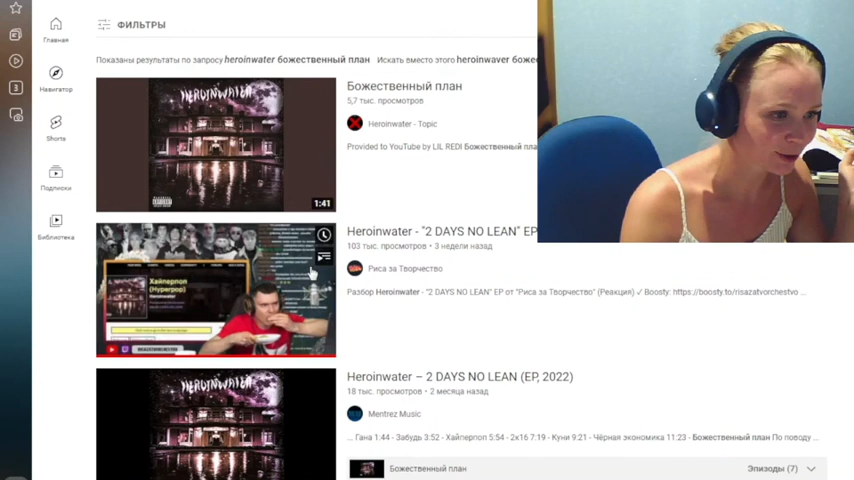 ФИЛЬТРЫ
Главная
Показаны результаты по запросу heroinwater божественный план Искать вместо этого heroinwaver боже
Навигатор
3
Shorts
Подписки
Библиотека
HEROINWATER
1:41
Божественный план
5,7 тыс. просмотров
Heroinwater - Topic
Provided to YouTube by LIL REDI Божественный пла
Хайперпоп
(Hyperpop)
Heroinwater
Heroinwater - "2 DAYS NO LEAN" EP
103 тыс. просмотров • 3 недели назад
Риса за Творчество
Разбор Heroinwater - "2 DAYS NO LEAN" EP от "Риса за Творчество" (Реакция) ✓ Boosty: https://boosty.to/risazatvorchestvo ...
HEROINWATER
Heroinwater – 2 DAYS NO LEAN (EP, 2022)
18 тыс. просмотров • 2 месяца назад
Mentrez Music
... Гана 1:44 - Забудь 3:52 - Хайперпоп 5:54 - 2к16 7:19 - Куни 9:21 - Чёрная экономика 11:23 - Божественный план По поводу ...
Божественный план
Эпизоды (7)